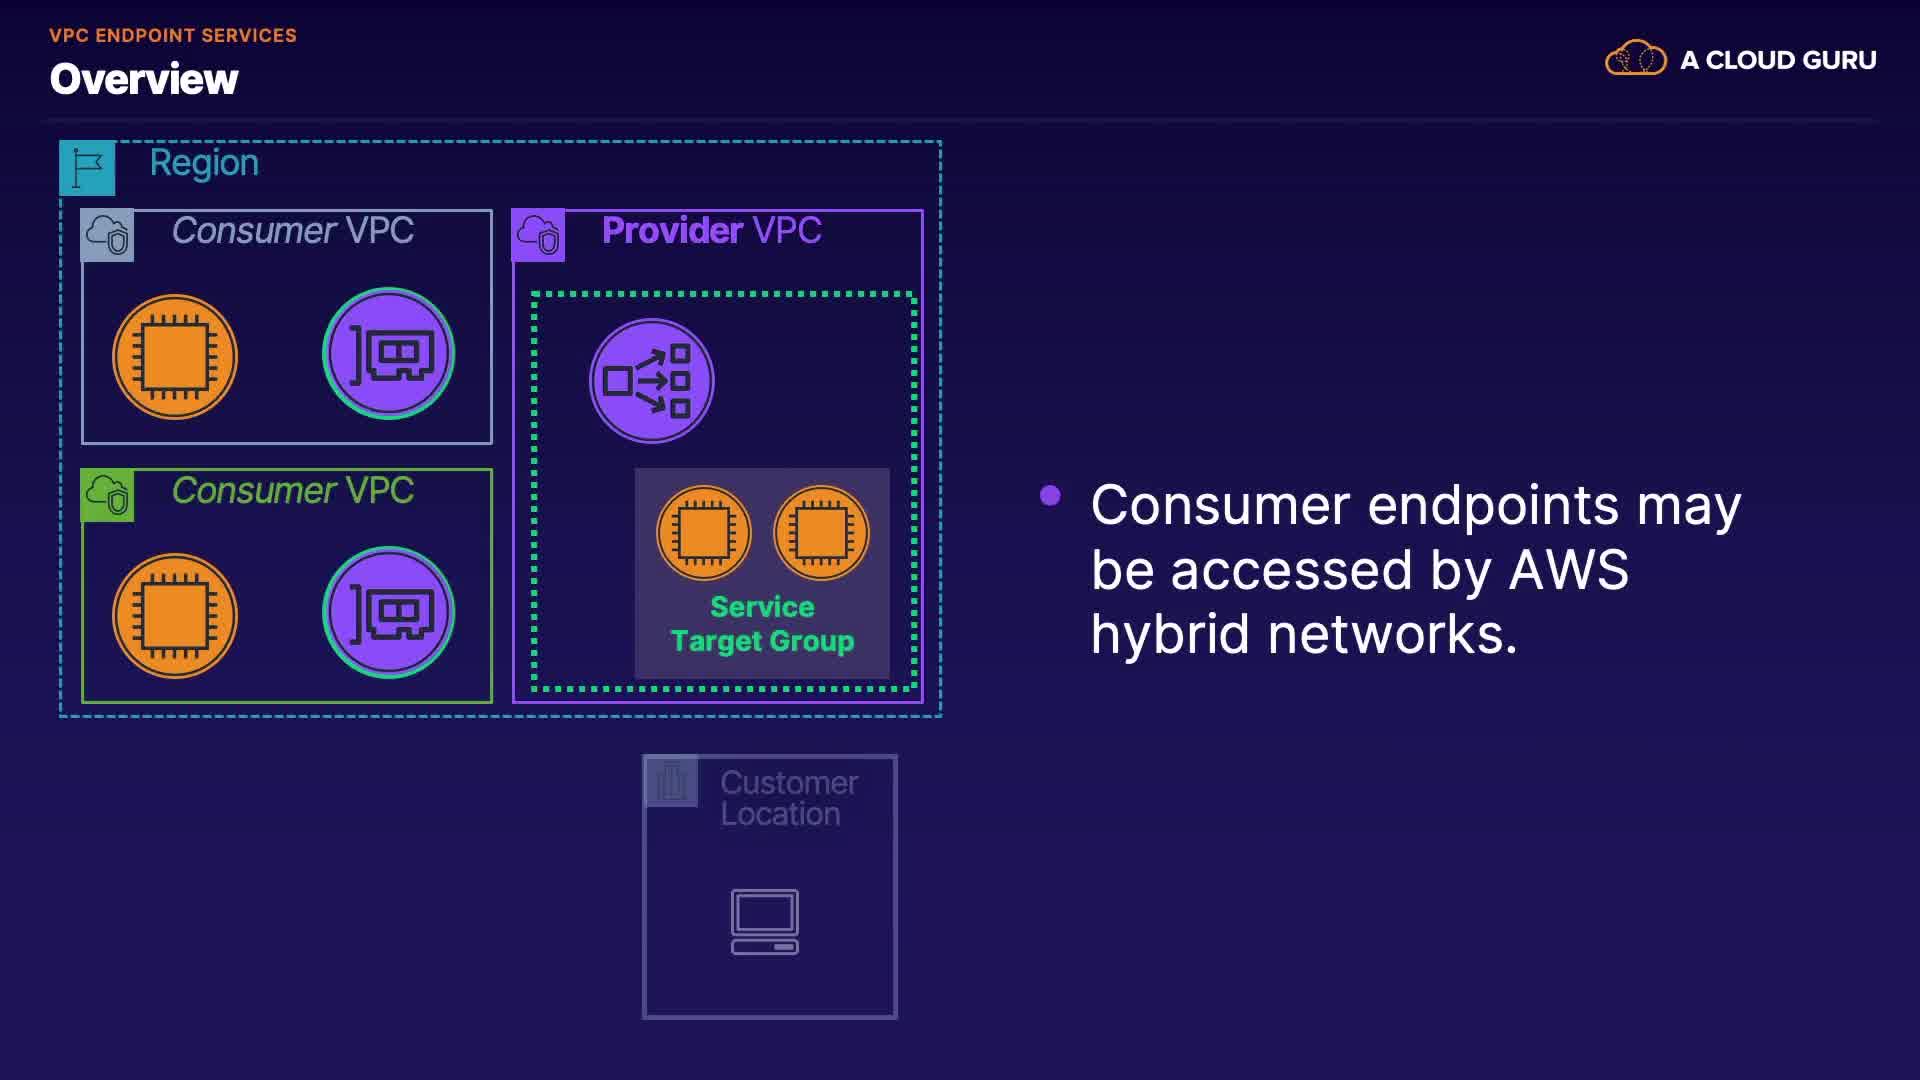 VPC ENDPOINT SERVICES
Overview
A CLOUD GURU
Region
Consumer VPC
Provider VPC
Consumer VPC
Service
Target Group
Consumer endpoints may
be accessed by AWS
hybrid networks.
Customer
Location